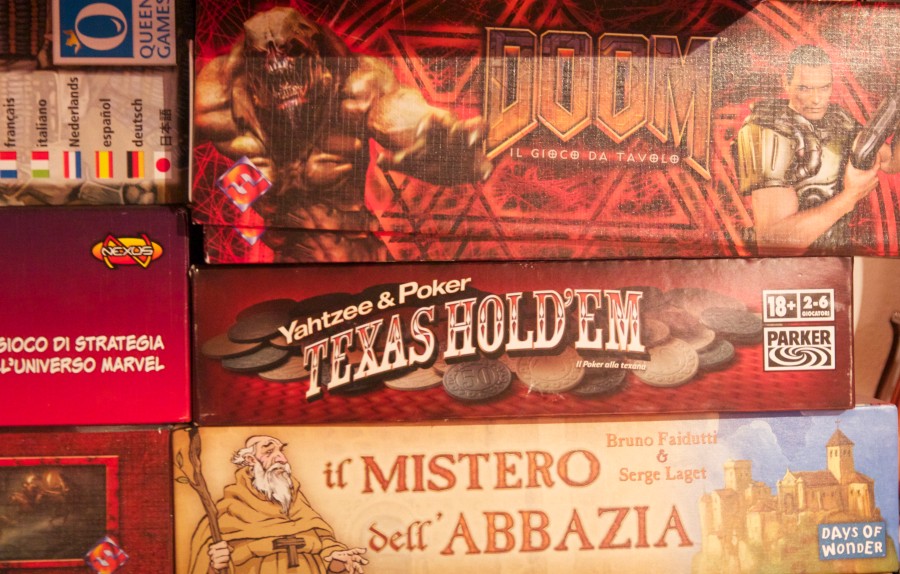 QUEEN
GAMES
français
italiano
Nederlands
español
deutsch
日本語
DOOM
IL GIOCO DA TAVOLO
NEXUS
GIOCO DI STRATEGIA
L'UNIVERSO MARVEL
Yahtzee & Poker
TEXAS HOLD'EM
Il Poker alla texana
18+
2-6
GIOCATORI
PARKER
50
il MISTERO
dell'ABBAZIA
Bruno Faidutti
&
Serge Laget
DAYS OF
WONDER